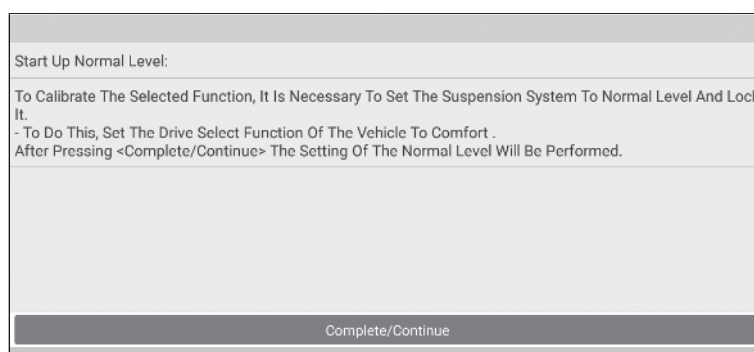 Start Up Normal Level:
To Calibrate The Selected Function, It Is Necessary To Set The Suspension System To Normal Level And
It.
- To Do This, Set The Drive Select Function Of The Vehicle To Comfort .
After Pressing <Complete/Continue> The Setting Of The Normal Level Will Be Performed.
Complete/Continue